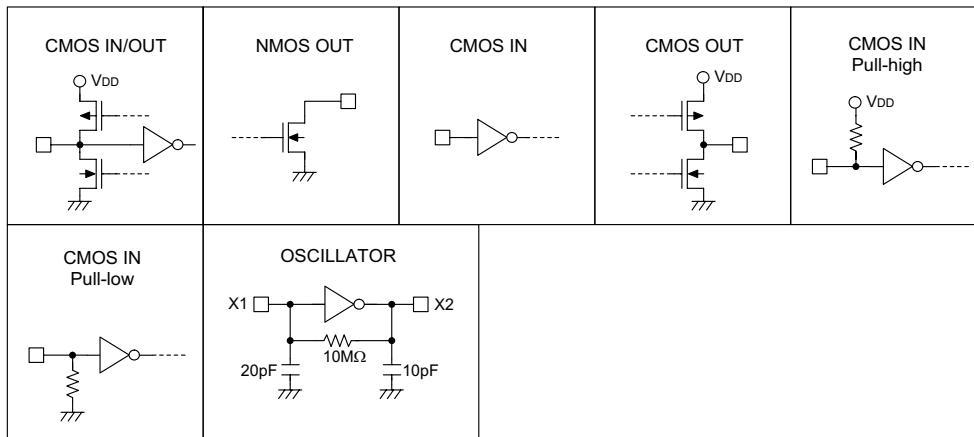 CMOS IN/OUT
VDD
NMOS OUT
CMOS IN
CMOS OUT
VDD
CMOS IN
Pull-high
VDD
CMOS IN
Pull-low
OSCILLATOR
X1
X2
10MΩ
20pF
10pF